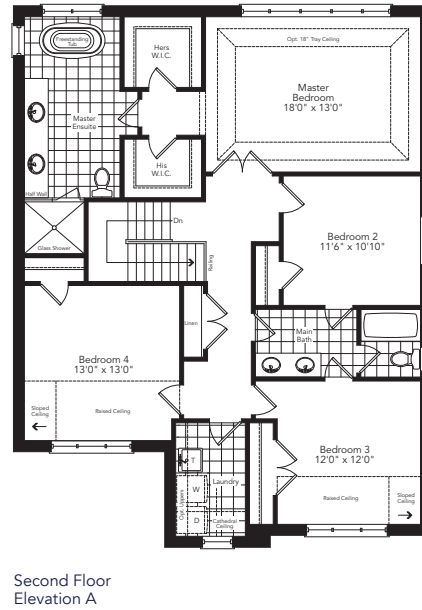 Freestanding
Tub
Hers
W.I.C.
Opt. 18" Tray Ceiling
Master
Bedroom
18'0" x 13'0"
Master
Ensuite
His
W.I.C.
Half Wall
Glass Shower
Dn
Railing
Bedroom 2
11'6" x 10'10"
Linen
Main
Bath
Bedroom 4
13'0" x 13'0"
Sloped
Ceiling
Raised Ceiling
T
W
D
Laundry
Opt. Uppers
Cathedral
Ceiling
Bedroom 3
12'0" x 12'0"
Raised Ceiling
Sloped
Ceiling
Second Floor
Elevation A